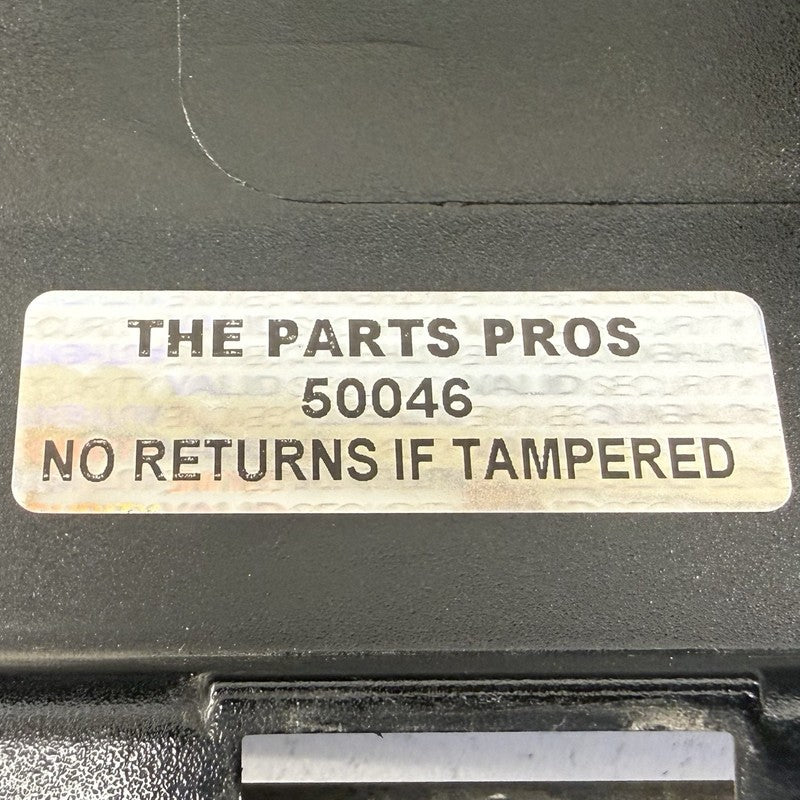 THE PARTS PROS
50046
NO RETURNS IF TAMPERED